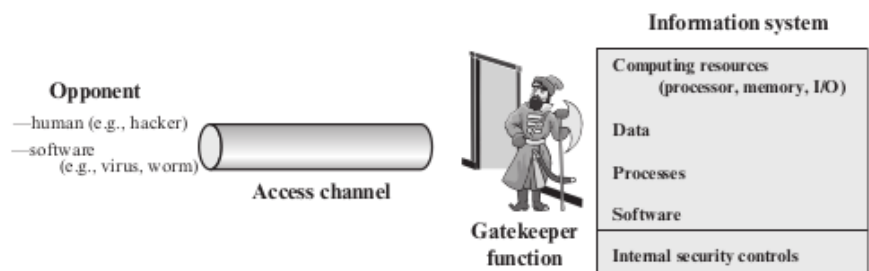 Information system
Computing resources
(processor, memory, I/O)
Data
Processes
Software
Internal security controls
Opponent
—human (e.g., hacker)
—software
(e.g., virus, worm)
Access channel
Gatekeeper
function